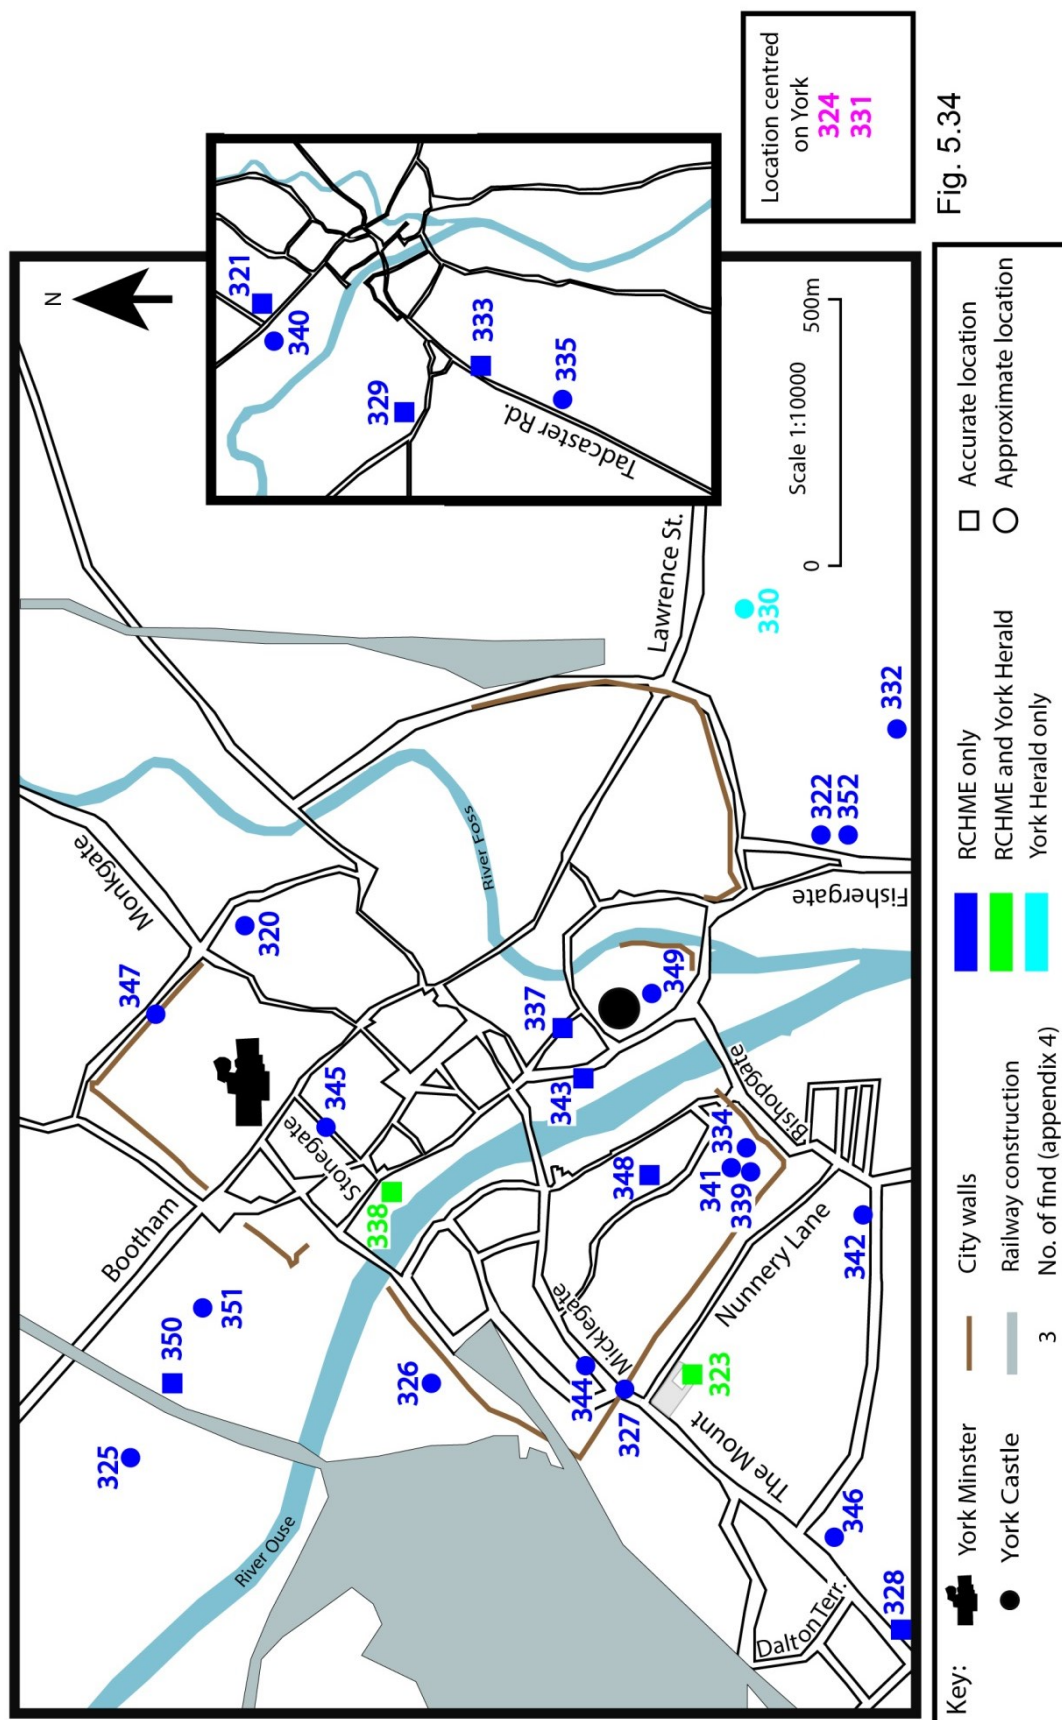 N
Monkgate
Bootham
347
320
350
351
325
345
Stonegate
338
326
River Ouse
River Foss
337
343
349
Lawrence St.
330
332
322
352
Fishergate
Bishopgate
348
334
341
339
Micklegate
344
327
Nunnery Lane
342
323
The Mount
346
Dalton Terr.
328
321
340
329
333
335
Tadcaster Rd.
Scale 1:10000
0
500m
Location centred
on York
324
331
Fig. 5.34
Key:
York Minster
York Castle
City walls
Railway construction
3
No. of find (appendix 4)
RCHME only
RCHME and York Herald
York Herald only
Accurate location
Approximate location